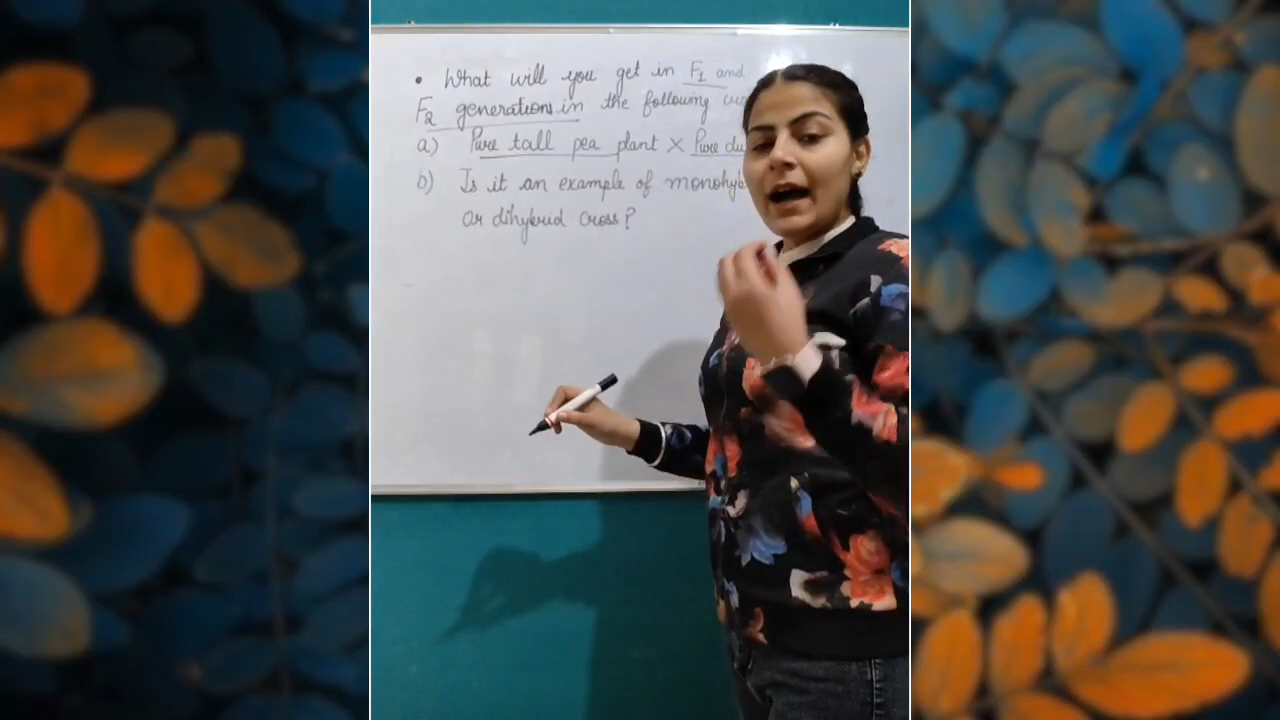 • What will you get in F1 and
F2 generations in the following
a) Pure tall pea plant × Pure
b) Is it an example of
or dihybrid cross?